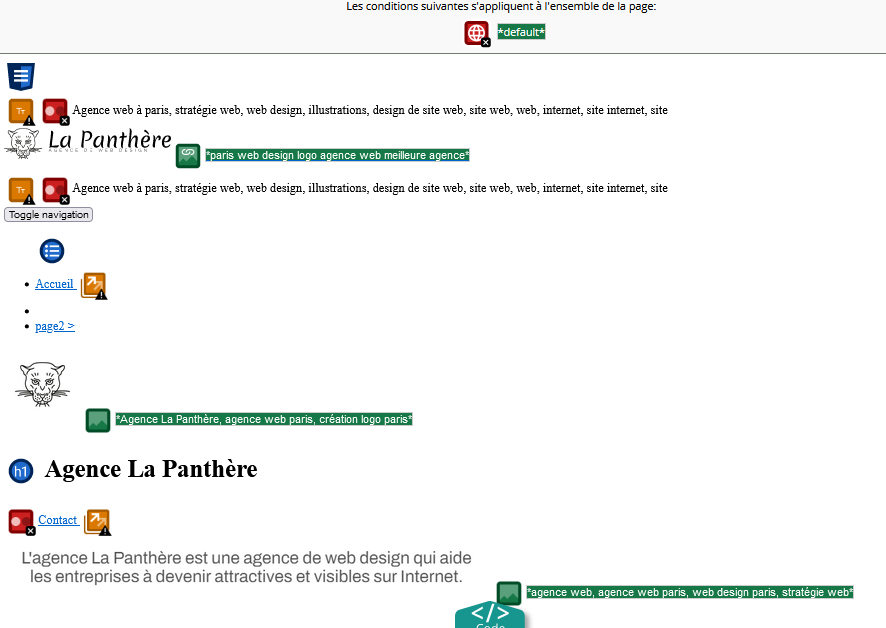 Les conditions suivantes s'appliquent à l'ensemble de la page:
*default*
Agence web à paris, stratégie web, web design, illustrations, design de site web, site web, web, internet, site internet, site
La Panthère
AGENCE DE WEB DESIGN
*paris web design logo agence web meilleure agence*
Agence web à paris, stratégie web, web design, illustrations, design de site web, site web, web, internet, site internet, site
Toggle navigation
Accueil
page2 >
*Agence La Panthère, agence web paris, création logo paris*
h1 Agence La Panthère
Contact
L'agence La Panthère est une agence de web design qui aide
les entreprises à devenir attractives et visibles sur Internet.
*agence web, agence web paris, web design paris, stratégie web*
</>
Code